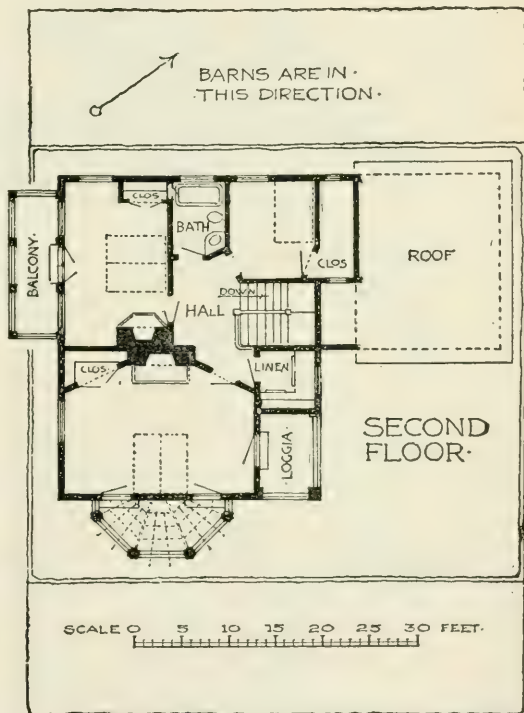 BARNS ARE IN·
·THIS DIRECTION·
CLOS
BATH
BALCONY·
CLOS
ROOF
DOWN
HALL
CLOS·
LINEN
LOGGIA·
SECOND
FLOOR·
SCALE 0 5 10 15 20 25 30 FEET·